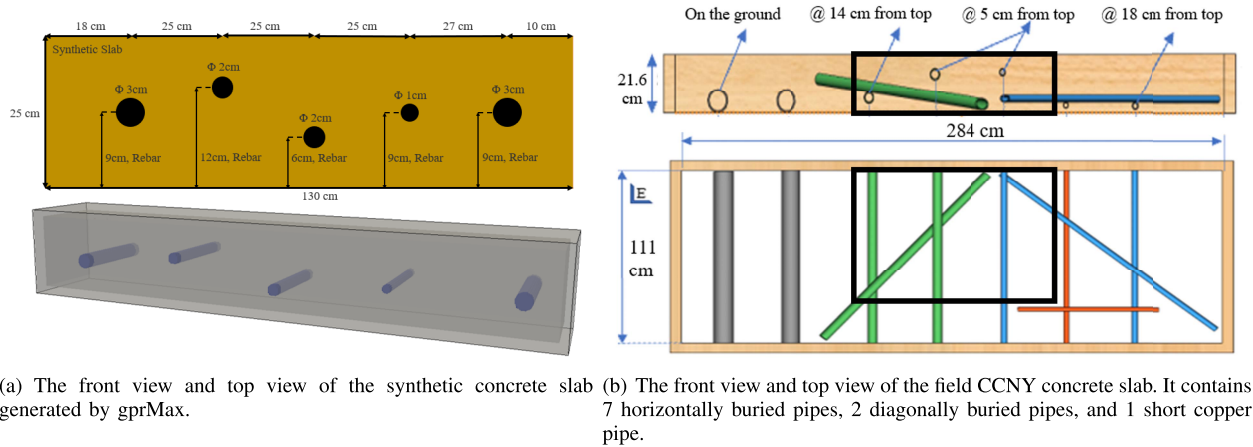 18 cm
25 cm
25 cm
25 cm
27 cm
10 cm
Synthetic Slab
Φ 3cm
Φ 2cm
Φ 2cm
Φ 1cm
Φ 3cm
25 cm
9cm, Rebar
12cm, Rebar
6cm, Rebar
9cm, Rebar
9cm, Rebar
130 cm
(a) The front view and top view of the synthetic concrete slab
generated by gprMax.
On the ground
@ 14 cm from top
@ 5 cm from top
@ 18 cm from top
21.6
cm
284 cm
E
111
cm
(b) The front view and top view of the field CCNY concrete slab. It contains
7 horizontally buried pipes, 2 diagonally buried pipes, and 1 short copper
pipe.